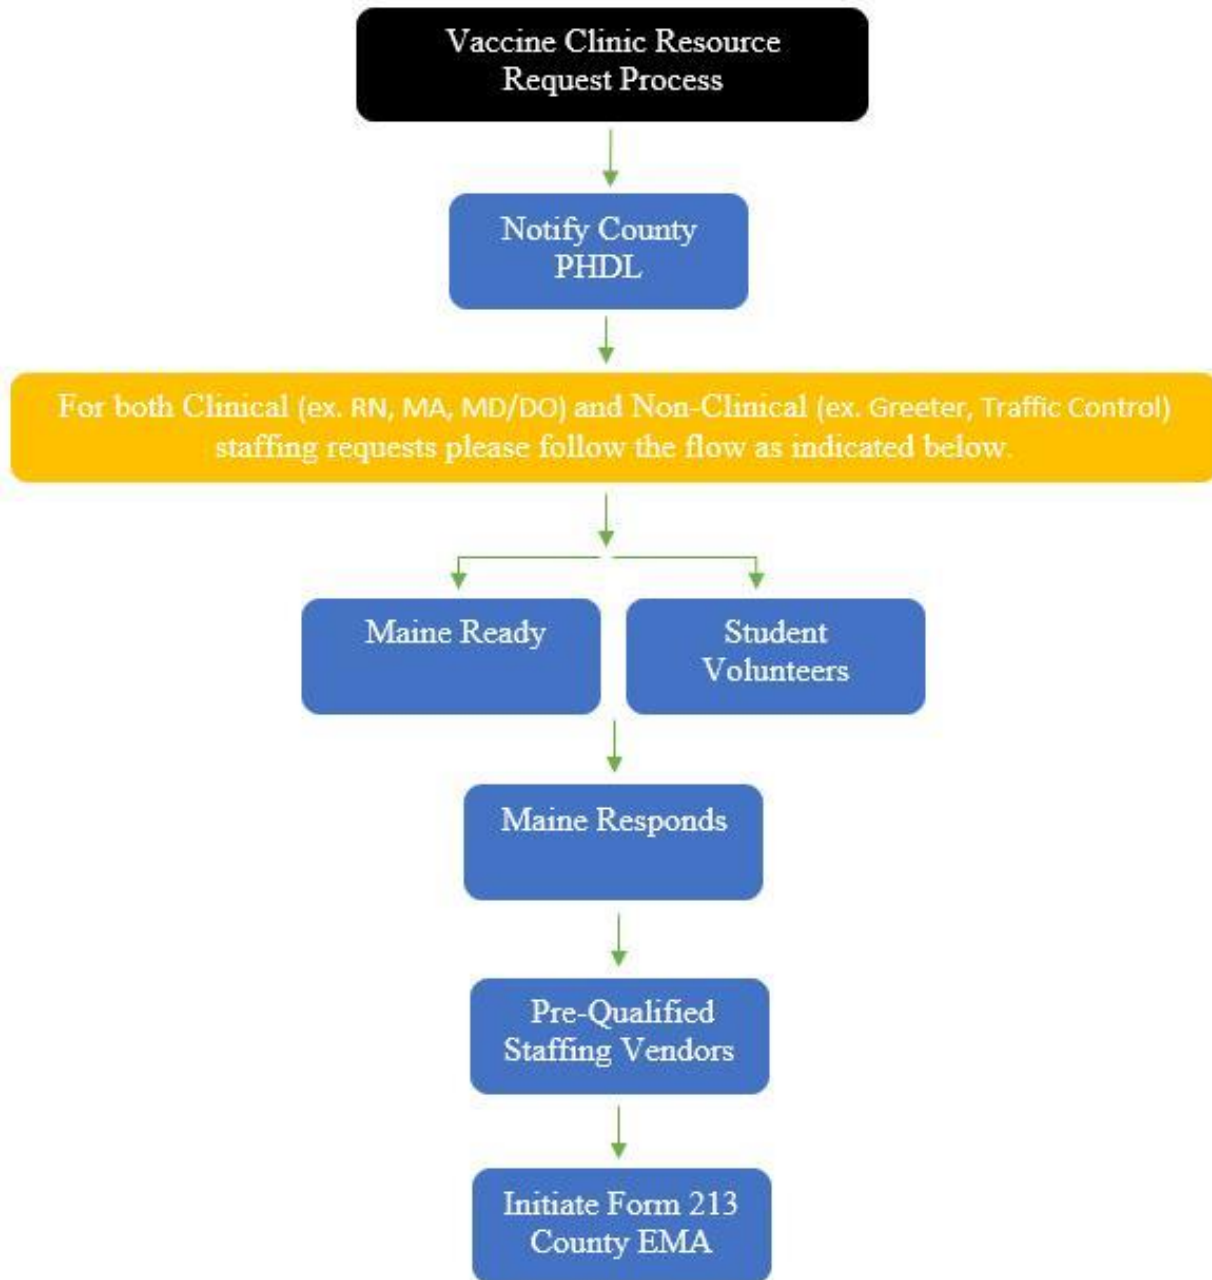 Vaccine Clinic Resource
Request Process
Notify County
PHDL
For both Clinical (ex. RN, MA, MD/DO) and Non-Clinical (ex. Greeter, Traffic Control)
staffing requests please follow the flow as indicated below.
Maine Ready
Student
Volunteers
Maine Responds
Pre-Qualified
Staffing Vendors
Initiate Form 213
County EMA